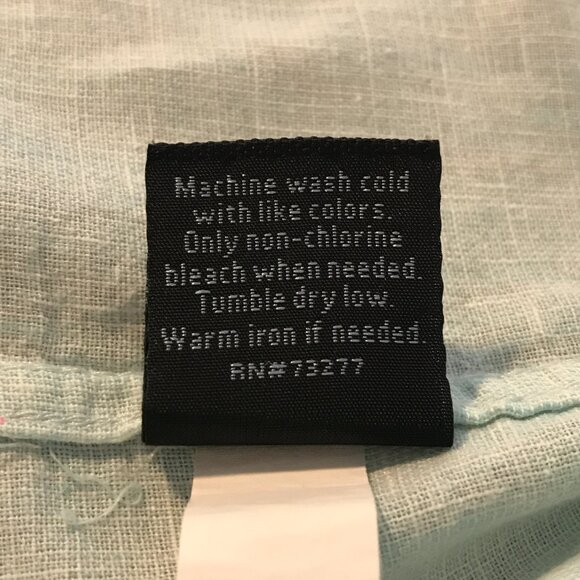 Machine wash cold
with like colors.
Only non-chlorine
bleach when needed.
Tumble dry low.
Warm iron if needed.
RN#73277